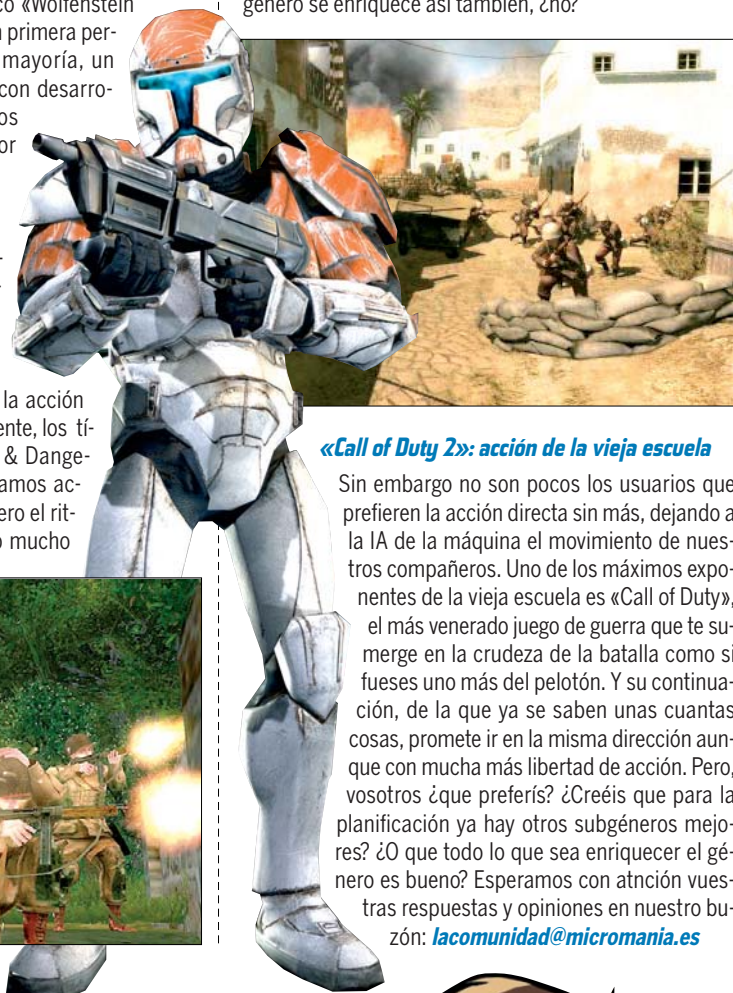 co «Wolfenstein
n primera per-
mayoría, un
con desarro-
os
or
-
.
la acción
ente, los tí-
& Dange-
amos ac-
ero el rit-
o mucho
género se enriquece así también, ¿no?
«Call of Duty 2»: acción de la vieja escuela
Sin embargo no son pocos los usuarios que
prefieren la acción directa sin más, dejando a
la IA de la máquina el movimiento de nues-
tros compañeros. Uno de los máximos expo-
nentes de la vieja escuela es «Call of Duty»,
el más venerado juego de guerra que te su-
merge en la crudeza de la batalla como si
fueses uno más del pelotón. Y su continua-
ción, de la que ya se saben unas cuantas
cosas, promete ir en la misma dirección aun-
que con mucha más libertad de acción. Pero,
vosotros ¿que preferís? ¿Creéis que para la
planificación ya hay otros subgéneros mejo-
res? ¿O que todo lo que sea enriquecer el gé-
nero es bueno? Esperamos con atnción vues-
tras respuestas y opiniones en nuestro bu-
zón: lacomunidad@micromania.es